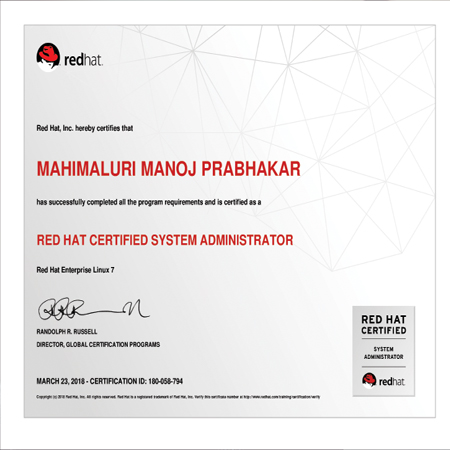 redhat.
Red Hat, Inc. hereby certifies that
MAHIMALURI MANOJ PRABHAKAR
has successfully completed all the program requirements and is certified as a
RED HAT CERTIFIED SYSTEM ADMINISTRATOR
Red Hat Enterprise Linux 7
RANDOLPH R. RUSSELL
DIRECTOR, GLOBAL CERTIFICATION PROGRAMS
RED HAT
CERTIFIED
SYSTEM
ADMINISTRATOR
redhat.
MARCH 23, 2018 - CERTIFICATION ID: 180-058-794
Copyright (c) 2010 Red Hat, Inc. All rights reserved. Red Hat is a registered trademark of Red Hat, Inc. Verify this certificate number at http://www.redhat.com/training/certification/verify